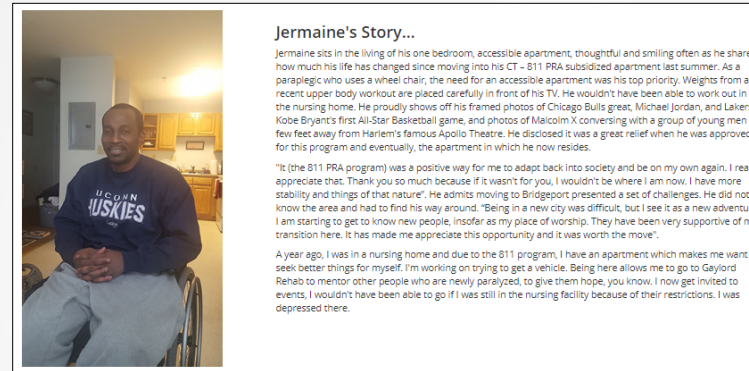 Jermaine's Story...
Jermaine sits in the living of his one bedroom, accessible apartment, thoughtful and smiling often as he share
how much his life has changed since moving into his CT – 811 PRA subsidized apartment last summer. As a
paraplegic who uses a wheel chair, the need for an accessible apartment was his top priority. Weights from a
recent upper body workout are placed carefully in front of his TV. He wouldn't have been able to work out in
the nursing home. He proudly shows off his framed photos of Chicago Bulls great, Michael Jordan, and Laker
Kobe Bryant's first All-Star Basketball game, and photos of Malcolm X conversing with a group of young men
few feet away from Harlem's famous Apollo Theatre. He disclosed it was a great relief when he was approved
for this program and eventually, the apartment in which he now resides.
"It (the 811 PRA program) was a positive way for me to adapt back into society and be on my own again. I rea
appreciate that. Thank you so much because if it wasn't for you, I wouldn't be where I am now. I have more
stability and things of that nature". He admits moving to Bridgeport presented a set of challenges. He did not
know the area and had to find his way around. "Being in a new city was difficult, but I see it as a new adventu
I am starting to get to know new people, insofar as my place of worship. They have been very supportive of m
transition here. It has made me appreciate this opportunity and it was worth the move".
A year ago, I was in a nursing home and due to the 811 program, I have an apartment which makes me want
seek better things for myself. I'm working on trying to get a vehicle. Being here allows me to go to Gaylord
Rehab to mentor other people who are newly paralyzed, to give them hope, you know. I now get invited to
events, I wouldn't have been able to go if I was still in the nursing facility because of their restrictions. I was
depressed there.
UCONN
HUSKIES